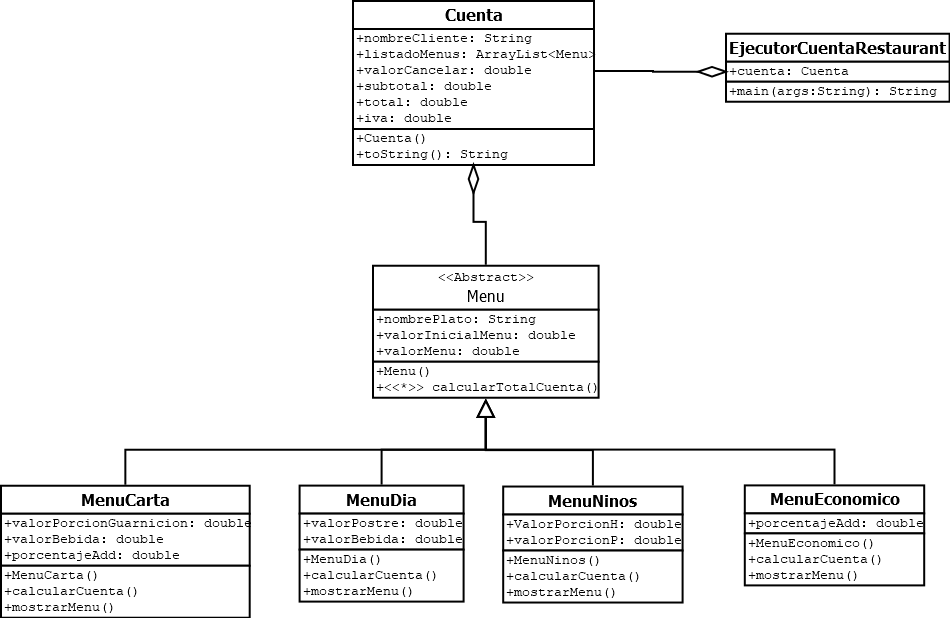 Cuenta
+nombreCliente: String
+listadoMenus: ArrayList<Menu>
+valorCancelar: double
+subtotal: double
+total: double
+iva: double
+Cuenta()
+toString(): String
EjecutorCuentaRestaurant
+cuenta: Cuenta
+main(args:String): String
<<Abstract>>
Menu
+nombrePlato: String
+valorInicialMenu: double
+valorMenu: double
+Menu()
+<<*>> calcularTotalCuenta()
MenuCarta
+valorPorcionGuarnicion: double
+valorBebida: double
+porcentajeAdd: double
+MenuCarta()
+calcularCuenta()
+mostrarMenu()
MenuDia
+valorPostre: double
+valorBebida: double
+MenuDia()
+calcularCuenta()
+mostrarMenu()
MenuNinos
+ValorPorcionH: double
+valorPorcionP: double
+MenuNinos()
+calcularCuenta()
+mostrarMenu()
MenuEconomico
+porcentajeAdd: double
+MenuEconomico()
+calcularCuenta()
+mostrarMenu()